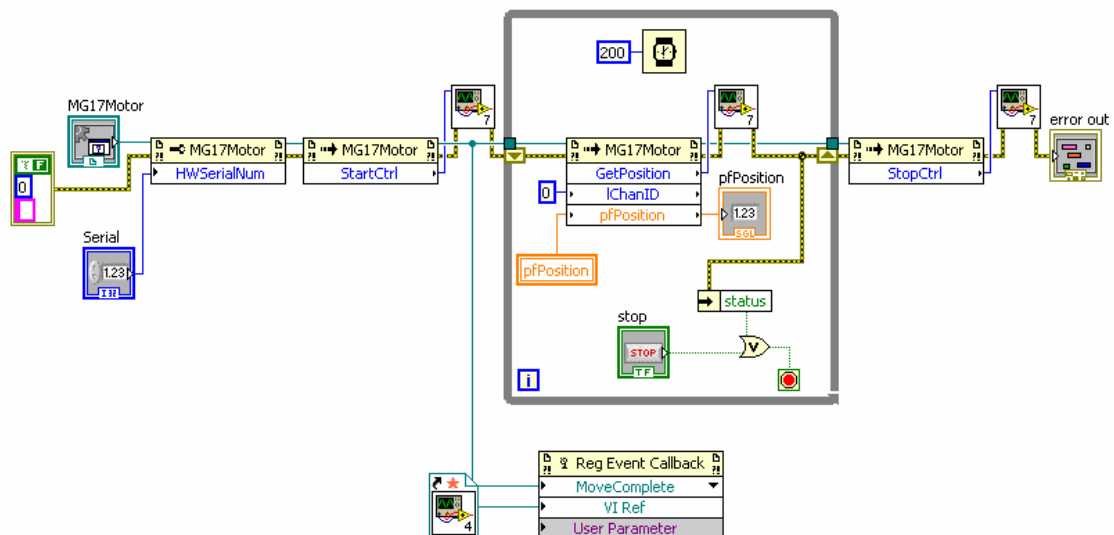 200
MG17Motor
7
7
7
error out
?! MG17Motor ?!
HWSerialNum
?! MG17Motor ?!
StartCtrl
?! MG17Motor ?!
GetPosition
lChanID
0
pfPosition
pfPosition
1.23
SGL
?! MG17Motor ?!
StopCtrl
F
0
Serial
1.23
I32
pfPosition
status
stop
STOP
TF
V
i
?! Reg Event Callback ?!
MoveComplete
VI Ref
User Parameter
4